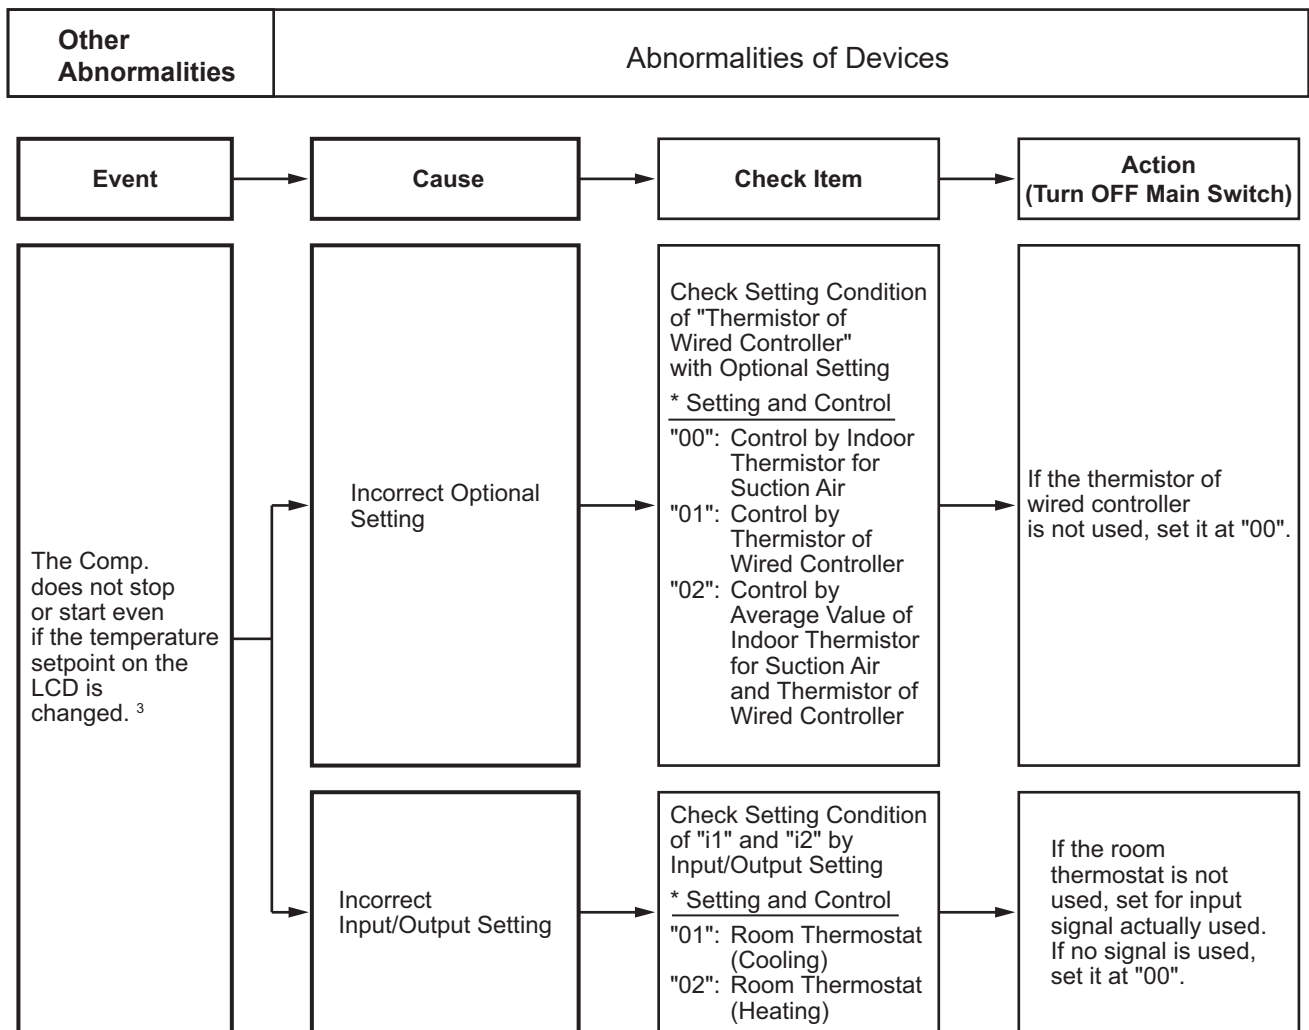 Other
Abnormalities
Abnormalities of Devices
Event
Cause
Check Item
Action
(Turn OFF Main Switch)
The Comp.
does not stop
or start even
if the temperature
setpoint on the
LCD is
changed. 3
Incorrect Optional
Setting
Check Setting Condition
of "Thermistor of
Wired Controller"
with Optional Setting
* Setting and Control
"00": Control by Indoor
Thermistor for
Suction Air
"01": Control by
Thermistor of
Wired Controller
"02": Control by
Average Value of
Indoor Thermistor
for Suction Air
and Thermistor of
Wired Controller
If the thermistor of
wired controller
is not used, set it at "00".
Incorrect
Input/Output Setting
Check Setting Condition
of "i1" and "i2" by
Input/Output Setting
* Setting and Control
"01": Room Thermostat
(Cooling)
"02": Room Thermostat
(Heating)
If the room
thermostat is not
used, set for input
signal actually used.
If no signal is used,
set it at "00".